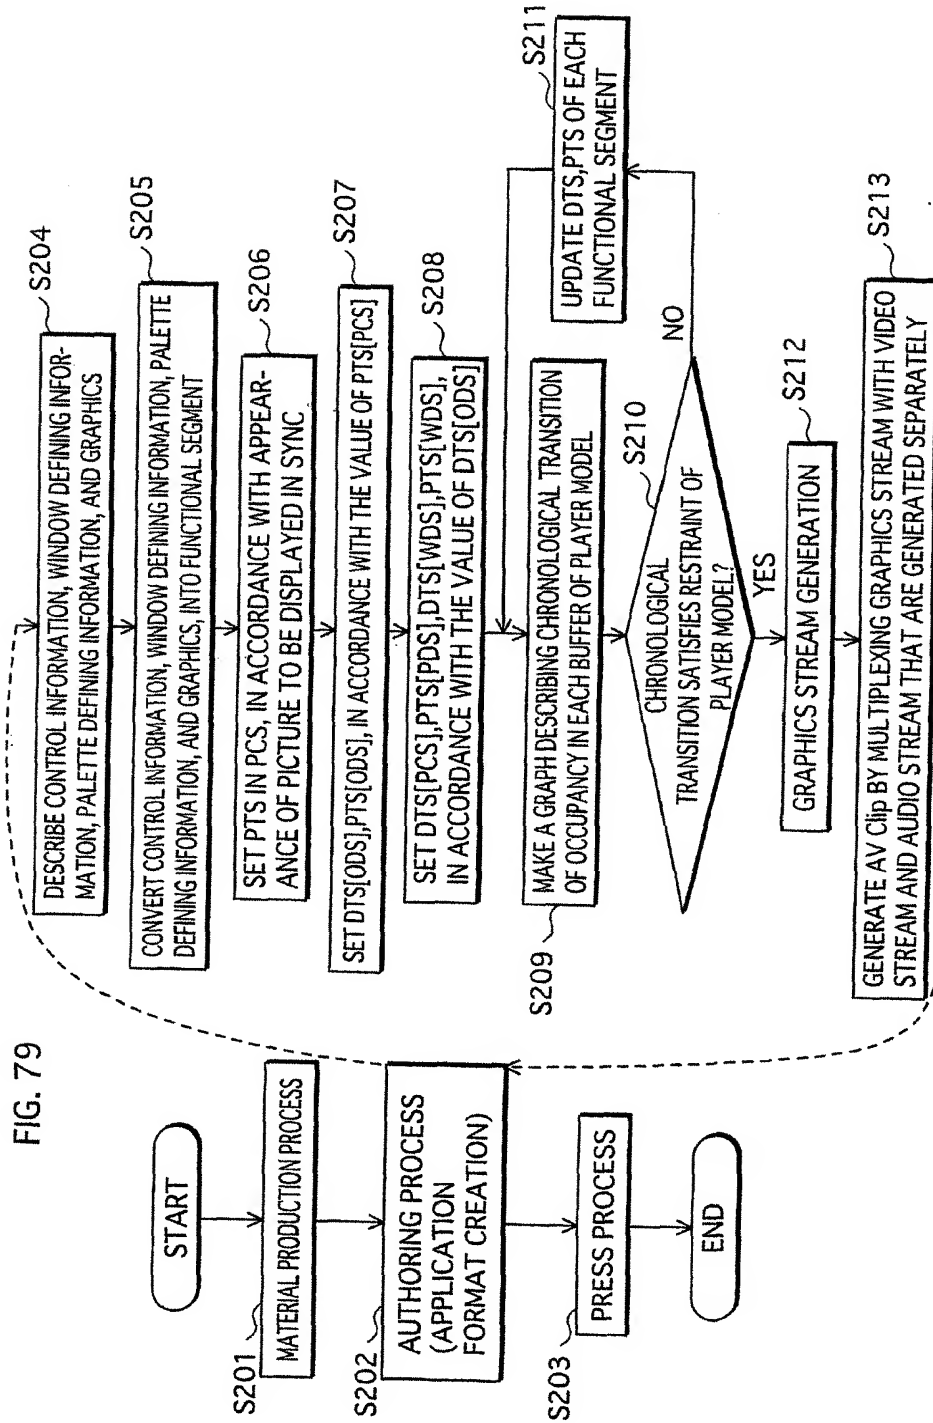 FIG. 79
START
S201
MATERIAL PRODUCTION PROCESS
S202
AUTHORING PROCESS
(APPLICATION
FORMAT CREATION)
S203
PRESS PROCESS
END
S204
DESCRIBE CONTROL INFORMATION, WINDOW DEFINING INFOR-
MATION, PALETTE DEFINING INFORMATION, AND GRAPHICS
S205
CONVERT CONTROL INFORMATION, WINDOW DEFINING INFORMATION, PALETTE
DEFINING INFORMATION, AND GRAPHICS, INTO FUNCTIONAL SEGMENT
S206
SET PTS IN PCS, IN ACCORDANCE WITH APPEAR-
ANCE OF PICTURE TO BE DISPLAYED IN SYNC
S207
SET DTS[ODS],PTS[ODS], IN ACCORDANCE WITH THE VALUE OF PTS[PCS]
S208
SET DTS[PCS],PTS[PDS],DTS[WDS],PTS[WDS],
IN ACCORDANCE WITH THE VALUE OF DTS[ODS]
S209
MAKE A GRAPH DESCRIBING CHRONOLOGICAL TRANSITION
OF OCCUPANCY IN EACH BUFFER OF PLAYER MODEL
S210
CHRONOLOGICAL
TRANSITION SATISFIES RESTRAINT OF
PLAYER MODEL?
NO
S211
UPDATE DTS,PTS OF EACH
FUNCTIONAL SEGMENT
YES
S212
GRAPHICS STREAM GENERATION
S213
GENERATE AV Clip BY MULTIPLEXING GRAPHICS STREAM WITH VIDEO
STREAM AND AUDIO STREAM THAT ARE GENERATED SEPARATELY